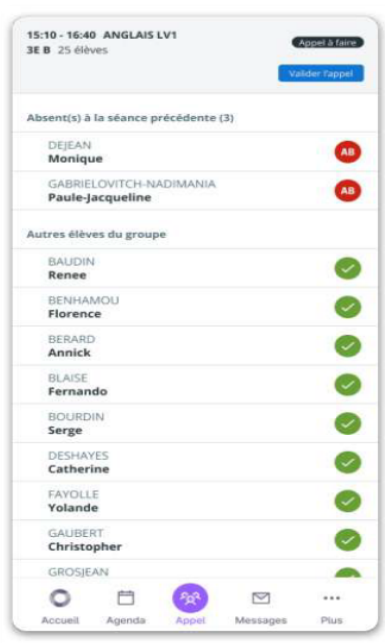 15:10 - 16:40 ANGLAIS LV1
Appel à faire
3E B 25 élèves
Valider l'appel
Absent(s) à la séance précédente (3)
DEJEAN
Monique
AB
GABRIELOVITCH-NADIMANIA
Paule-Jacqueline
AB
Autres élèves du groupe
BAUDIN
Renee
BENHAMOU
Florence
BERARD
Annick
BLAISE
Fernando
BOURDIN
Serge
DESHAYES
Catherine
FAYOLLE
Yolande
GAUBERT
Christopher
GROSJEAN
Accueil Agenda Appel Messages Plus